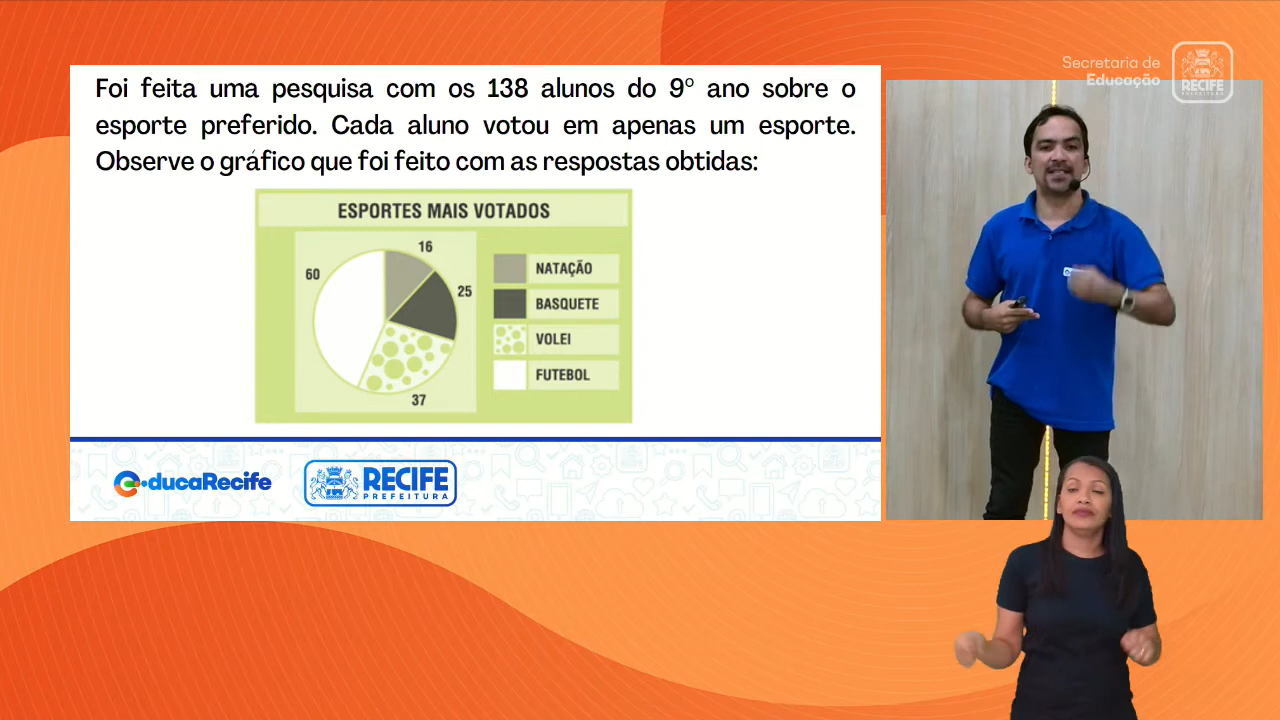 Secretaria de
Educação
RECIFE
PREFEITURA
Foi feita uma pesquisa com os 138 alunos do 9º ano sobre o
esporte preferido. Cada aluno votou em apenas um esporte.
Observe o gráfico que foi feito com as respostas obtidas:
ESPORTES MAIS VOTADOS
16
60
25
37
NATAÇÃO
BASQUETE
VOLEI
FUTEBOL
EducaRecife
RECIFE
PREFEITURA